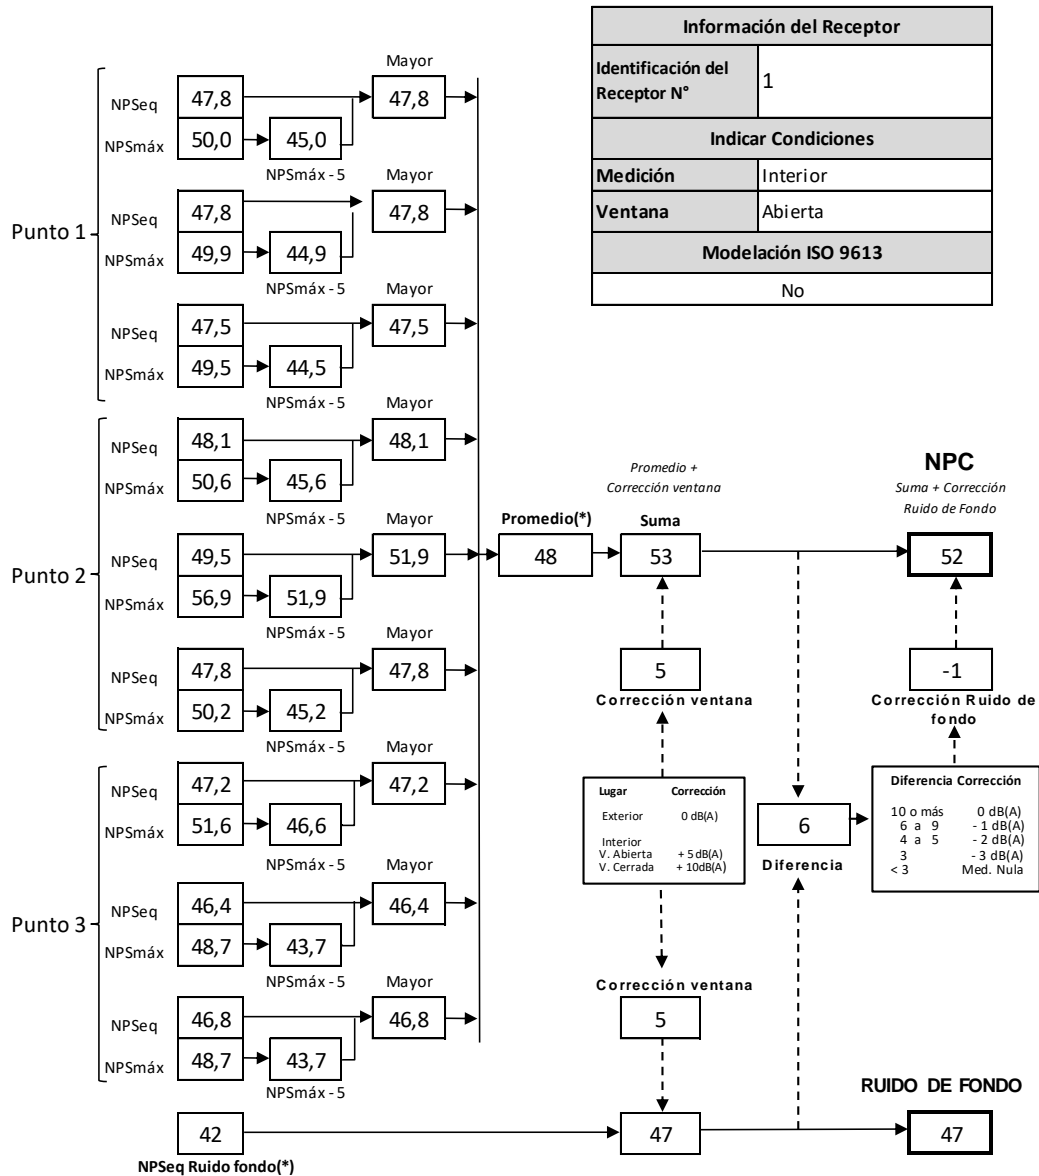 Información del Receptor
Identificación del Receptor N° 1
Indicar Condiciones
Medición Interior
Ventana Abierta
Modelación ISO 9613
No
Punto 1
Mayor
NPSeq 47,8 47,8
NPSmáx 50,0 45,0
NPSmáx - 5
Mayor
NPSeq 47,8 47,8
NPSmáx 49,9 44,9
NPSmáx - 5
Mayor
NPSeq 47,5 47,5
NPSmáx 49,5 44,5
NPSmáx - 5
Punto 2
Mayor
NPSeq 48,1 48,1
NPSmáx 50,6 45,6
NPSmáx - 5
Mayor
NPSeq 49,5 51,9
NPSmáx 56,9 51,9
NPSmáx - 5
Mayor
NPSeq 47,8 47,8
NPSmáx 50,2 45,2
NPSmáx - 5
Punto 3
Mayor
NPSeq 47,2 47,2
NPSmáx 51,6 46,6
NPSmáx - 5
Mayor
NPSeq 46,4 46,4
NPSmáx 48,7 43,7
NPSmáx - 5
Mayor
NPSeq 46,8 46,8
NPSmáx 48,7 43,7
NPSmáx - 5
42
NPSeq Ruido fondo(*)
Promedio(*)
48
Promedio +
Corrección ventana
Suma
53
5
Corrección ventana
Lugar Corrección
Exterior 0 dB(A)
Interior
V. Abierta + 5 dB(A)
V. Cerrada + 10dB(A)
Corrección ventana
5
47
6
Diferencia
NPC
Suma + Corrección
Ruido de Fondo
52
-1
Corrección Ruido de
fondo
Diferencia Corrección
10 o más 0 dB(A)
6 a 9 - 1 dB(A)
4 a 5 - 2 dB(A)
3 - 3 dB(A)
< 3 Med. Nula
RUIDO DE FONDO
47